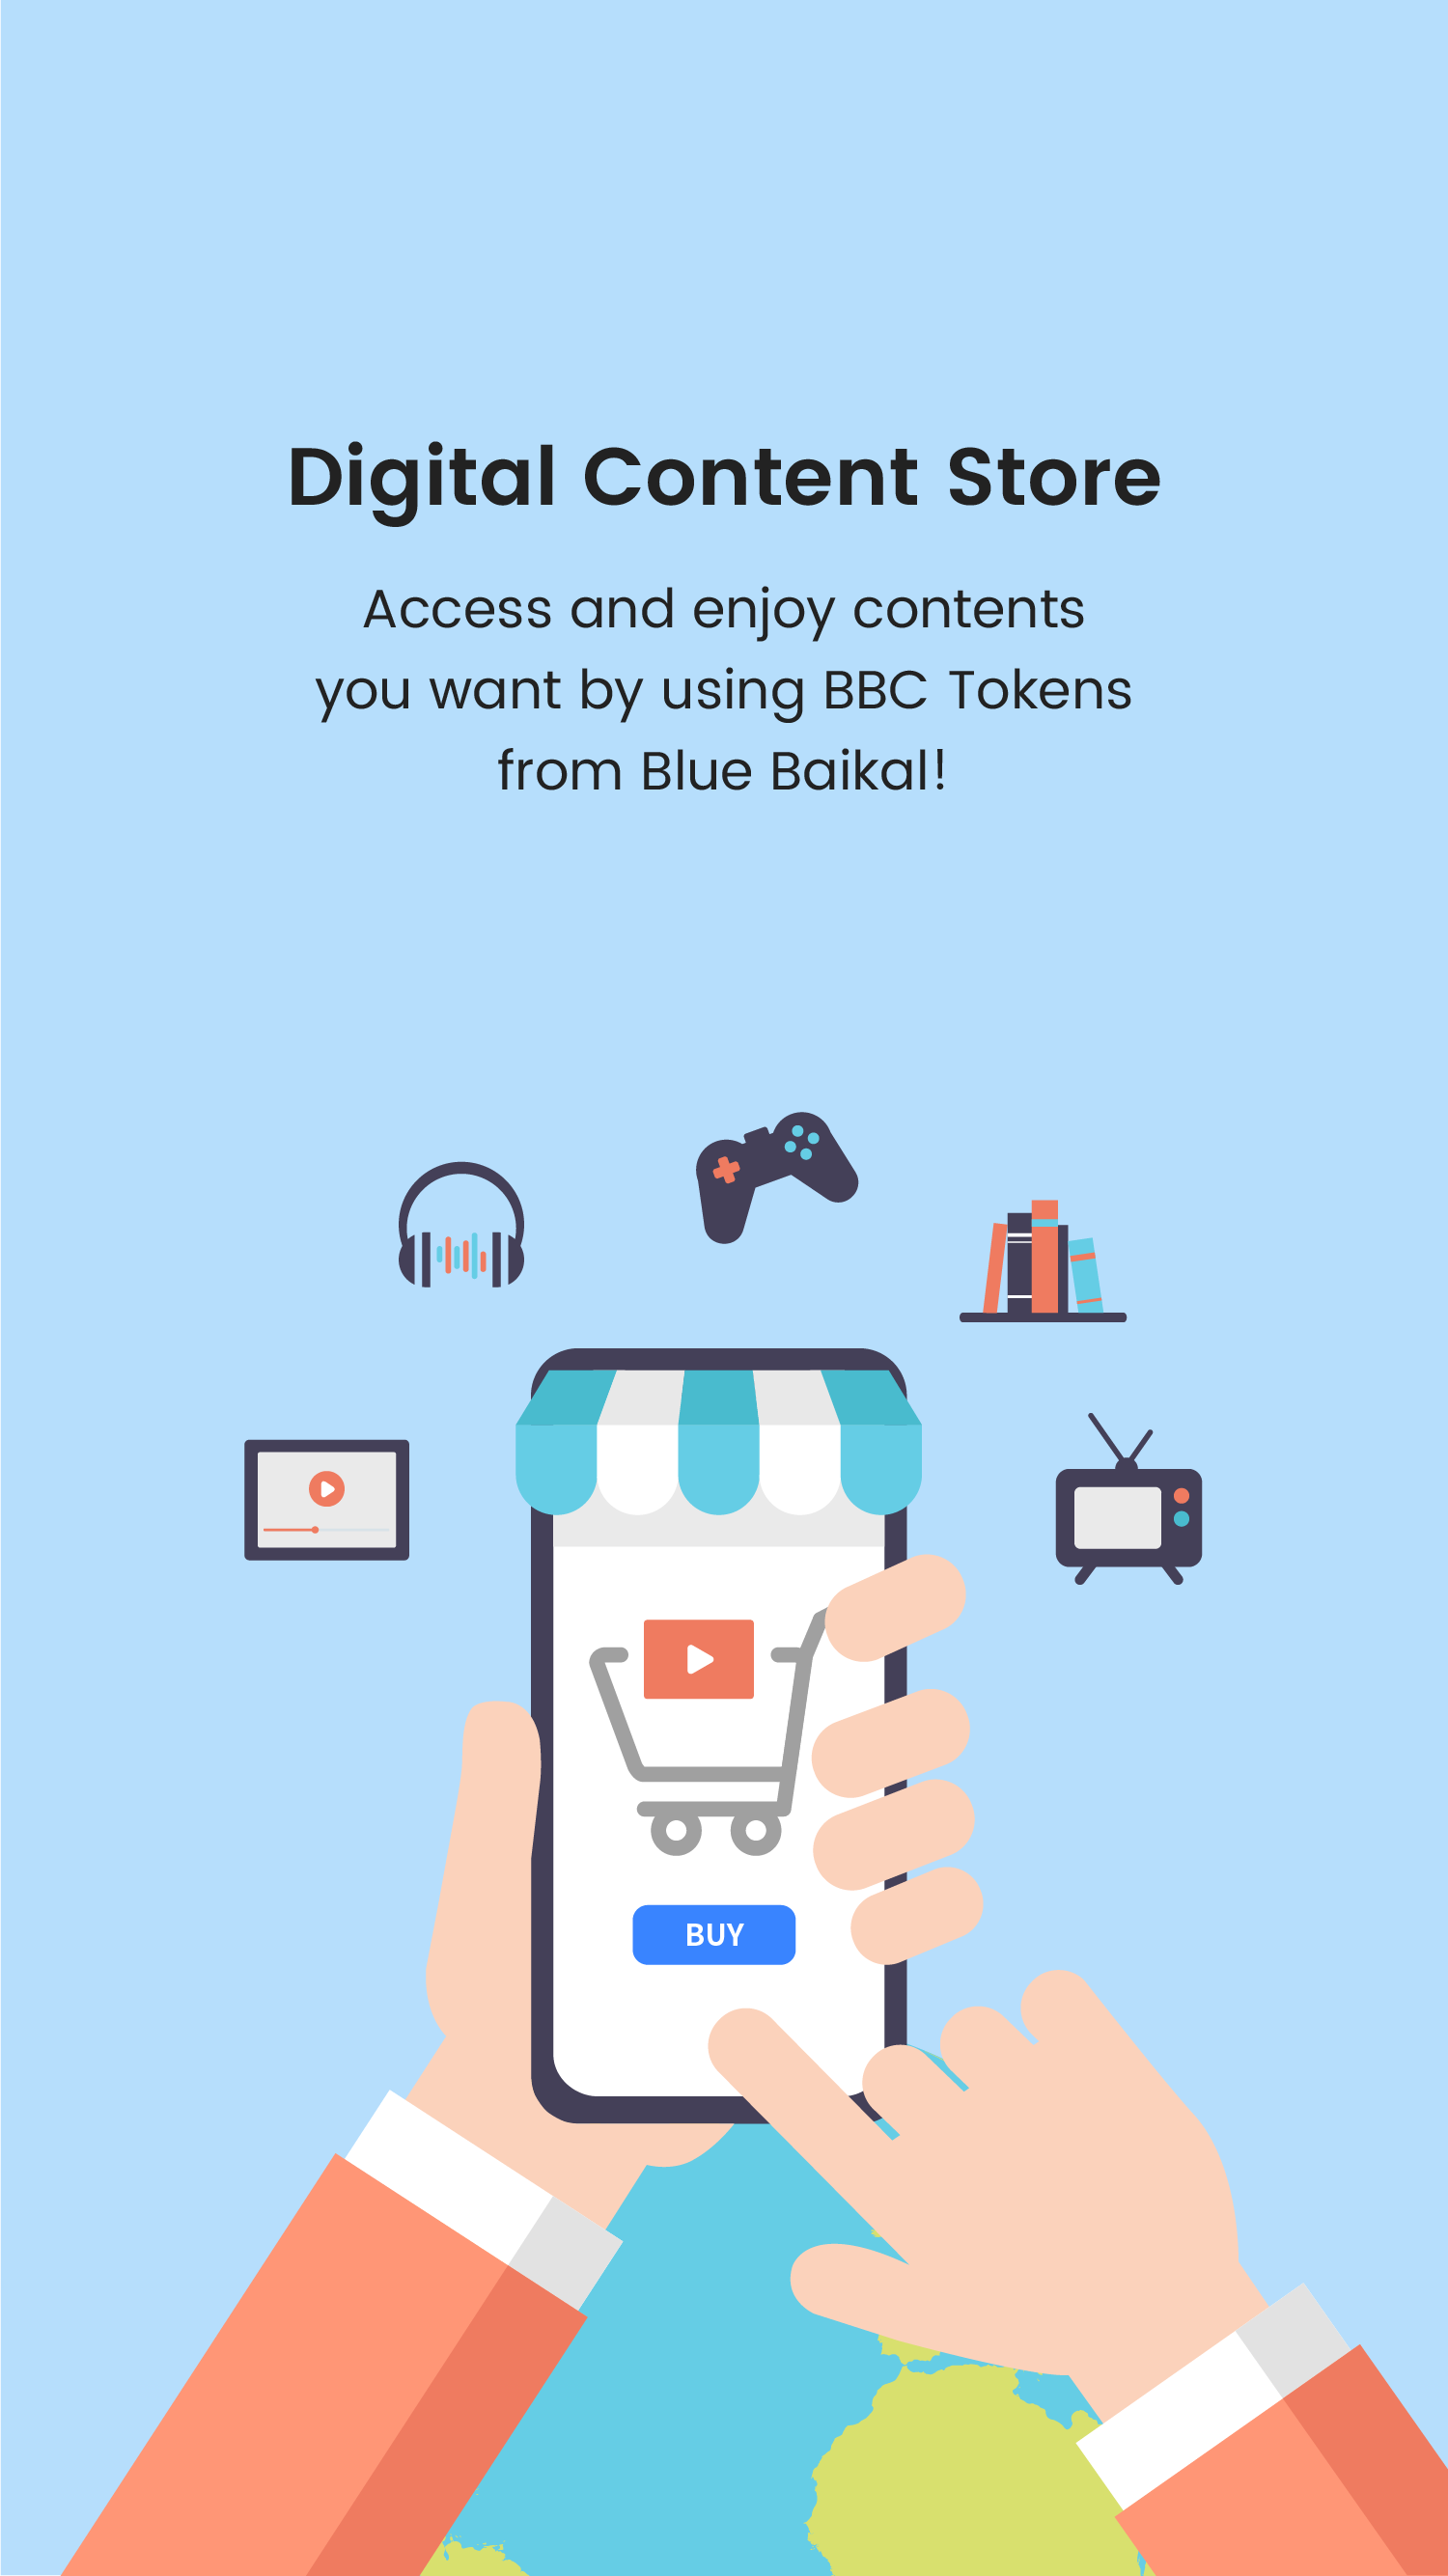 Digital Content Store
Access and enjoy contents
you want by using BBC Tokens
from Blue Baikal!
BUY